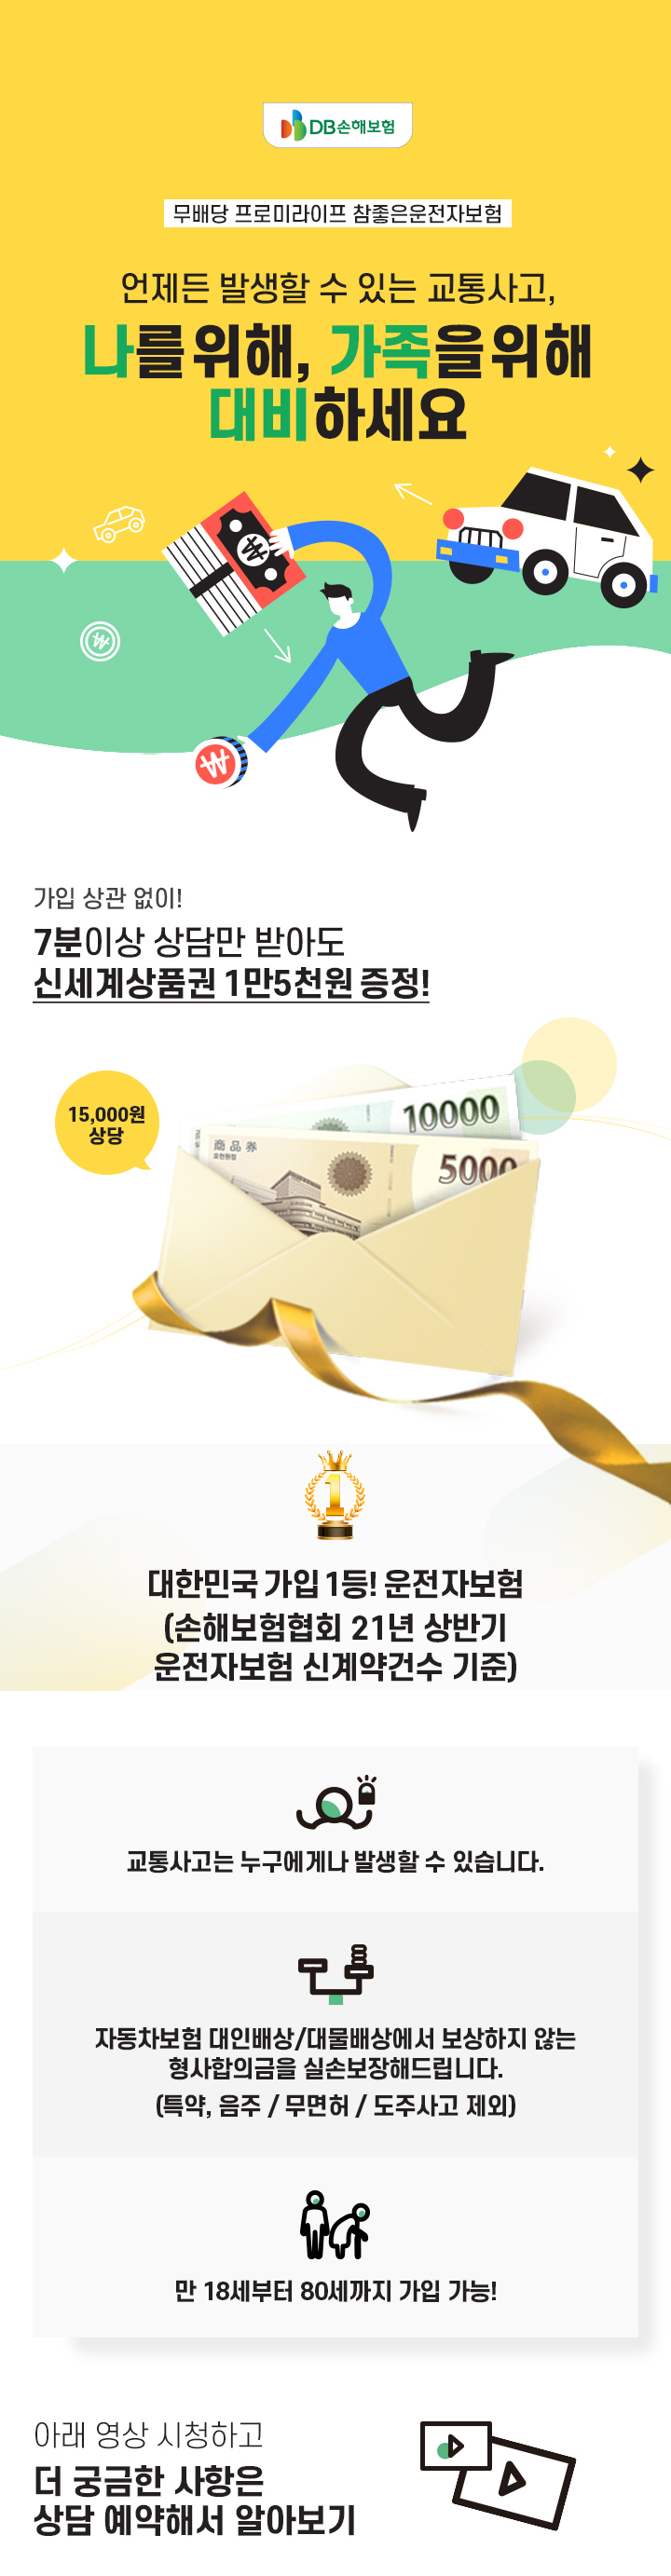 DB손해보험
무배당 프로미라이프 참좋은운전자보험
언제든 발생할 수 있는 교통사고,
나를 위해, 가족을 위해
대비하세요
₩
₩
₩
가입 상관 없이!
7분이상 상담만 받아도
신세계상품권 1만5천원 증정!
15,000원
상당
10000
商品券
5000
1
대한민국 가입 1등! 운전자보험
(손해보험협회 21년 상반기
운전자보험 신계약건수 기준)
교통사고는 누구에게나 발생할 수 있습니다.
자동차보험 대인배상/대물배상에서 보상하지 않는
형사합의금을 실손보장해드립니다.
(특약, 음주 / 무면허 / 도주사고 제외)
만 18세부터 80세까지 가입 가능!
아래 영상 시청하고
더 궁금한 사항은
상담 예약해서 알아보기